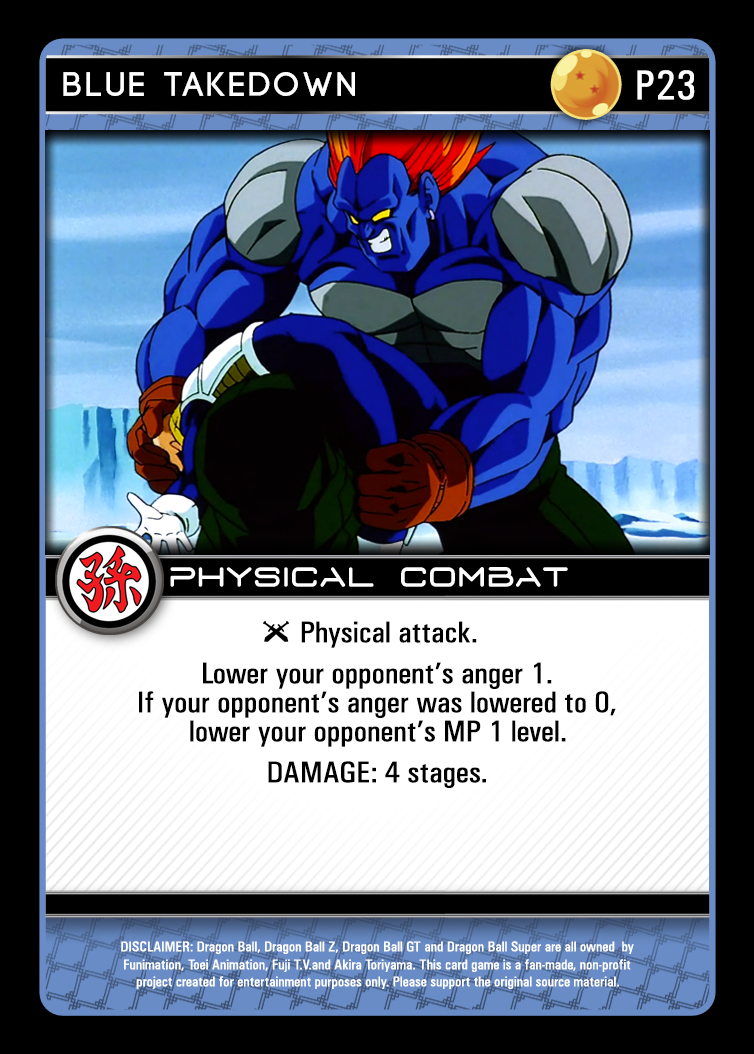 BLUE TAKEDOWN
P23
孫
PHYSICAL COMBAT
Physical attack.
Lower your opponent's anger 1.
If your opponent's anger was lowered to 0,
lower your opponent's MP 1 level.
DAMAGE: 4 stages.
DISCLAIMER: Dragon Ball, Dragon Ball Z, Dragon Ball GT and Dragon Ball Super are all owned by
Funimation, Toei Animation, Fuji T.V.and Akira Toriyama. This card game is a fan-made, non-profit
project created for entertainment purposes only. Please support the original source material.